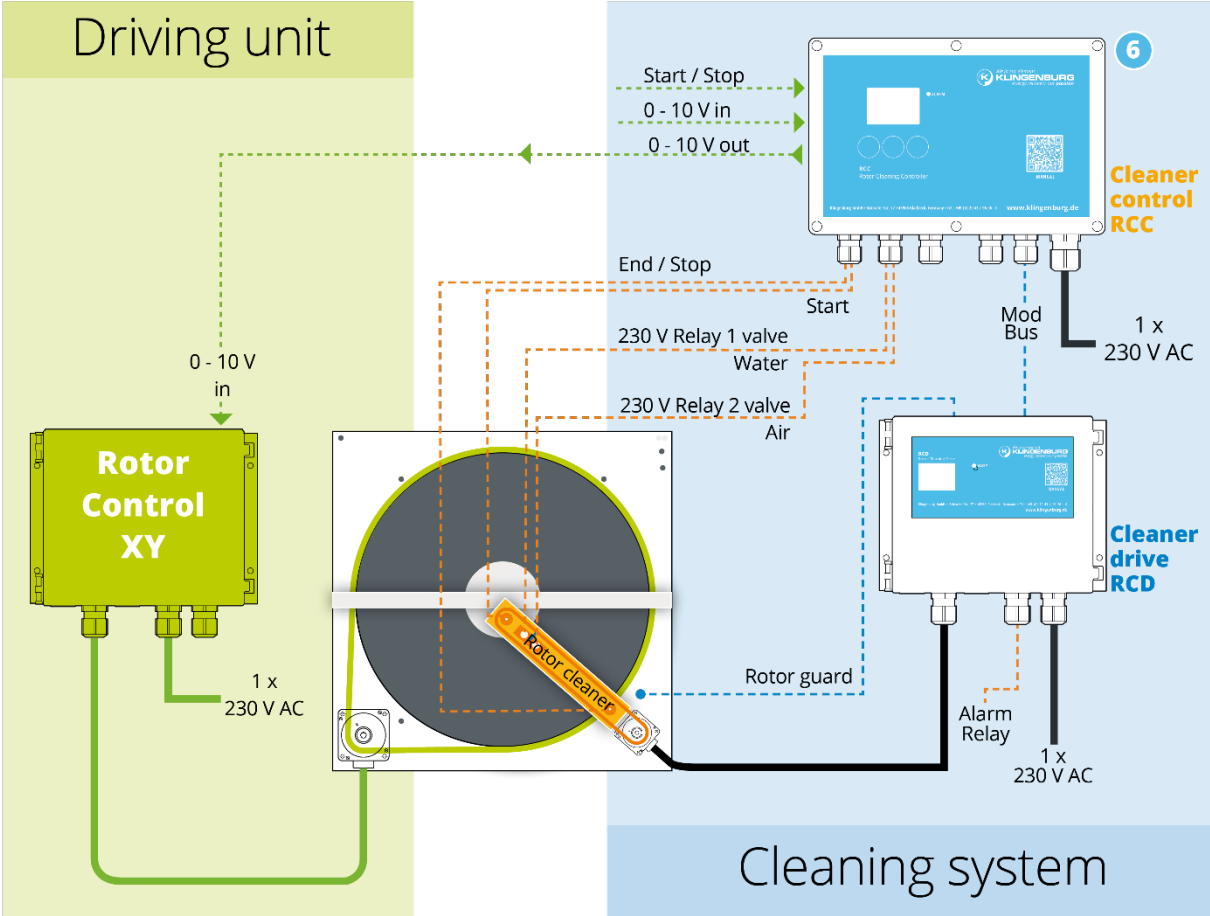 Driving unit
Start / Stop
0 - 10 V in
0 - 10 V out
KLINGENBURG
RCC
Rotor Cleaning Controller
MANUAL
www.klingenburg.de
6
Cleaner
control
RCC
End / Stop
Start
230 V Relay 1 valve
Water
230 V Relay 2 valve
Air
Mod
Bus
1 x
230 V AC
0 - 10 V
in
Rotor
Control
XY
1 x
230 V AC
Rotor cleaner
Rotor guard
RCD
KLINGENBURG
www.klingenburg.de
Cleaner
drive
RCD
Alarm
Relay
1 x
230 V AC
Cleaning system